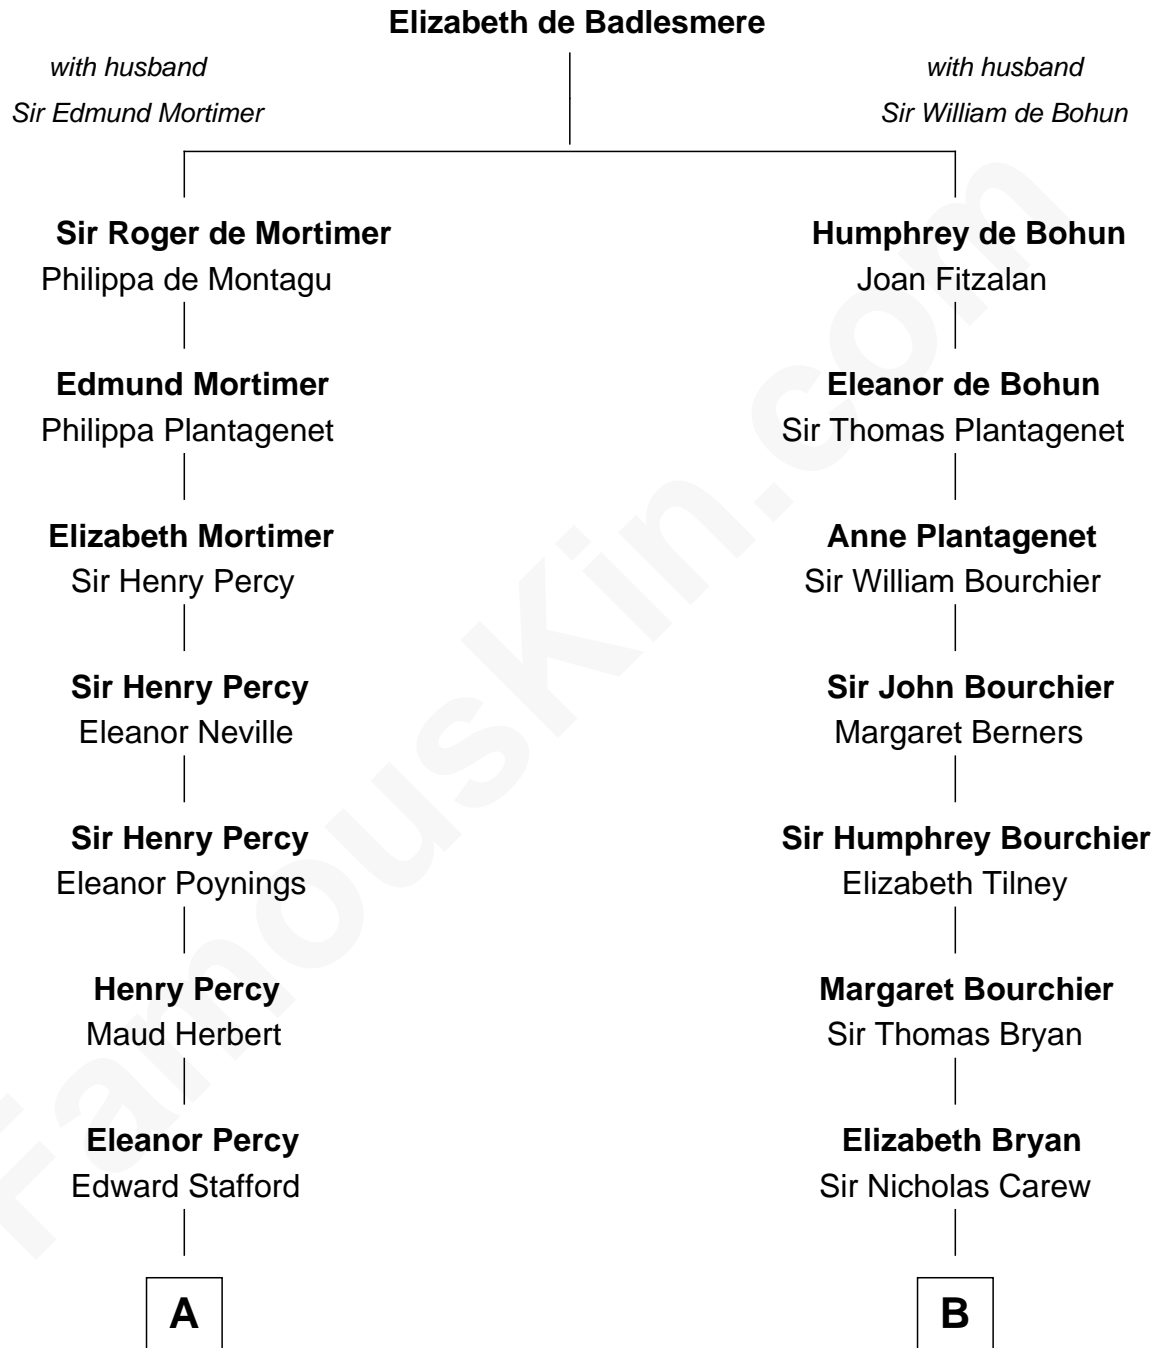 Elizabeth de Badlesmere
with husband
Sir Edmund Mortimer
with husband
Sir William de Bohun
Sir Roger de Mortimer
Philippa de Montagu
Humphrey de Bohun
Joan Fitzalan
Edmund Mortimer
Philippa Plantagenet
Eleanor de Bohun
Sir Thomas Plantagenet
Elizabeth Mortimer
Sir Henry Percy
Anne Plantagenet
Sir William Bourchier
Sir Henry Percy
Eleanor Neville
Sir John Bourchier
Margaret Berners
Sir Henry Percy
Eleanor Poynings
Sir Humphrey Bourchier
Elizabeth Tilney
Henry Percy
Maud Herbert
Margaret Bourchier
Sir Thomas Bryan
Eleanor Percy
Edward Stafford
Elizabeth Bryan
Sir Nicholas Carew
A
B
FamousKin.com